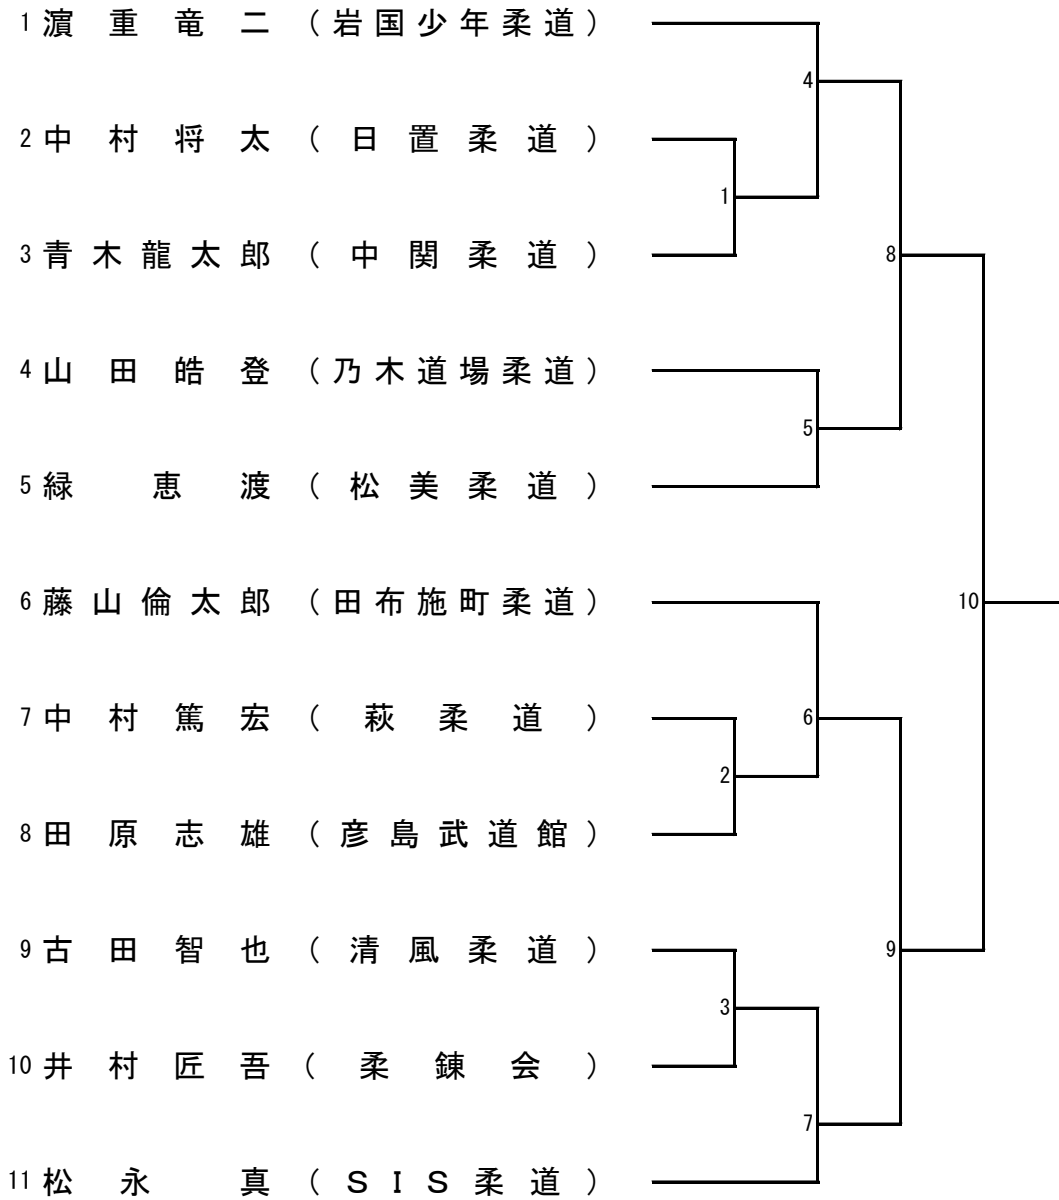 1 濵重竜二 (岩国少年柔道)
4
2 中村将太 (日置柔道)
1
3 青木龍太郎 (中関柔道)
8
4 山田皓登 (乃木道場柔道)
5
5 緑恵渡 (松美柔道)
6 藤山倫太郎 (田布施町柔道)
10
7 中村篤宏 (萩柔道)
6
2
8 田原志雄 (彦島武道館)
9 古田智也 (清風柔道)
9
3
10 井村匠吾 (柔錬会)
7
11 松永真 (SIS柔道)